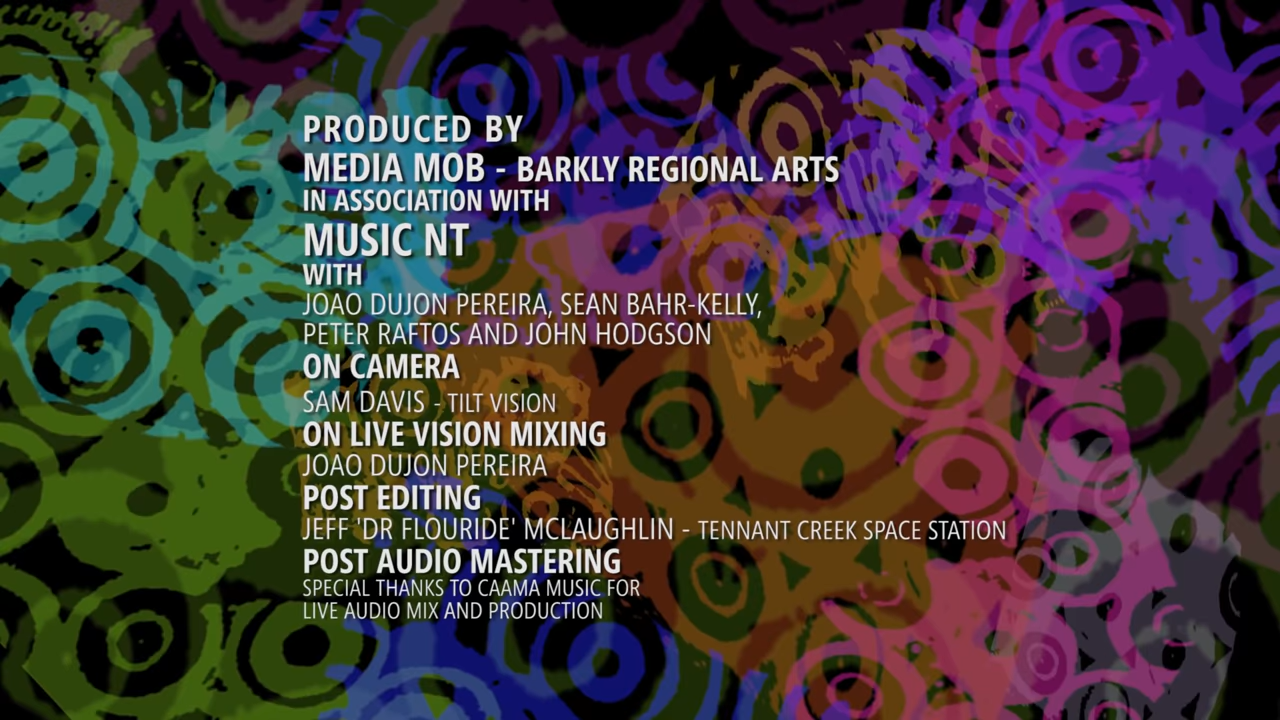 PRODUCED BY
MEDIA MOB - BARKLY REGIONAL ARTS
IN ASSOCIATION WITH
MUSIC NT
WITH
JOAO DUJON PEREIRA, SEAN BAHR-KELLY,
PETER RAFTOS AND JOHN HODGSON
ON CAMERA
SAM DAVIS - TILT VISION
ON LIVE VISION MIXING
JOAO DUJON PEREIRA
POST EDITING
JEFF 'DR FLOURIDE' MCLAUGHLIN - TENNANT CREEK SPACE STATION
POST AUDIO MASTERING
SPECIAL THANKS TO CAAMA MUSIC FOR
LIVE AUDIO MIX AND PRODUCTION